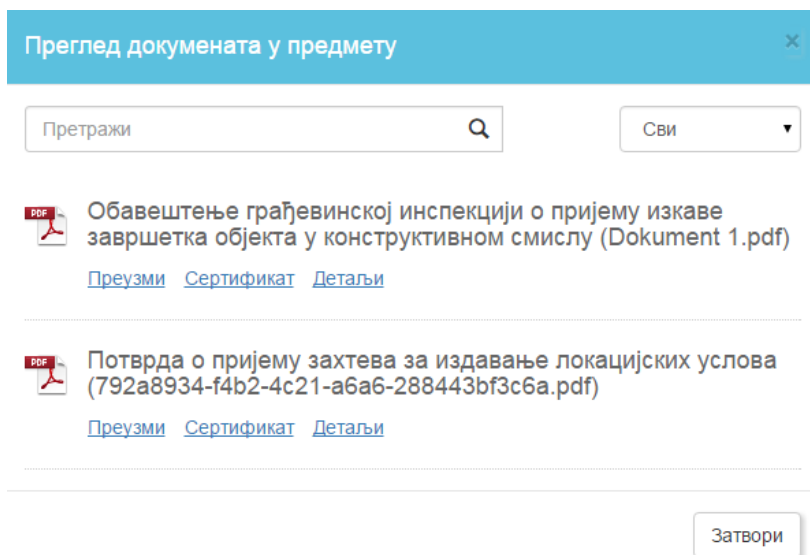 Преглед докумената у предмету
×
Претражи
Сви
PDF
Обавештење грађевинској инспекцији о пријему изкаве
завршетка објекта у конструктивном смислу (Dokument 1.pdf)
Преузми Сертификат Детаљи
PDF
Потврда о пријему захтева за издавање локацијских услова
(792a8934-f4b2-4c21-a6a6-288443bf3c6a.pdf)
Преузми Сертификат Детаљи
Затвори